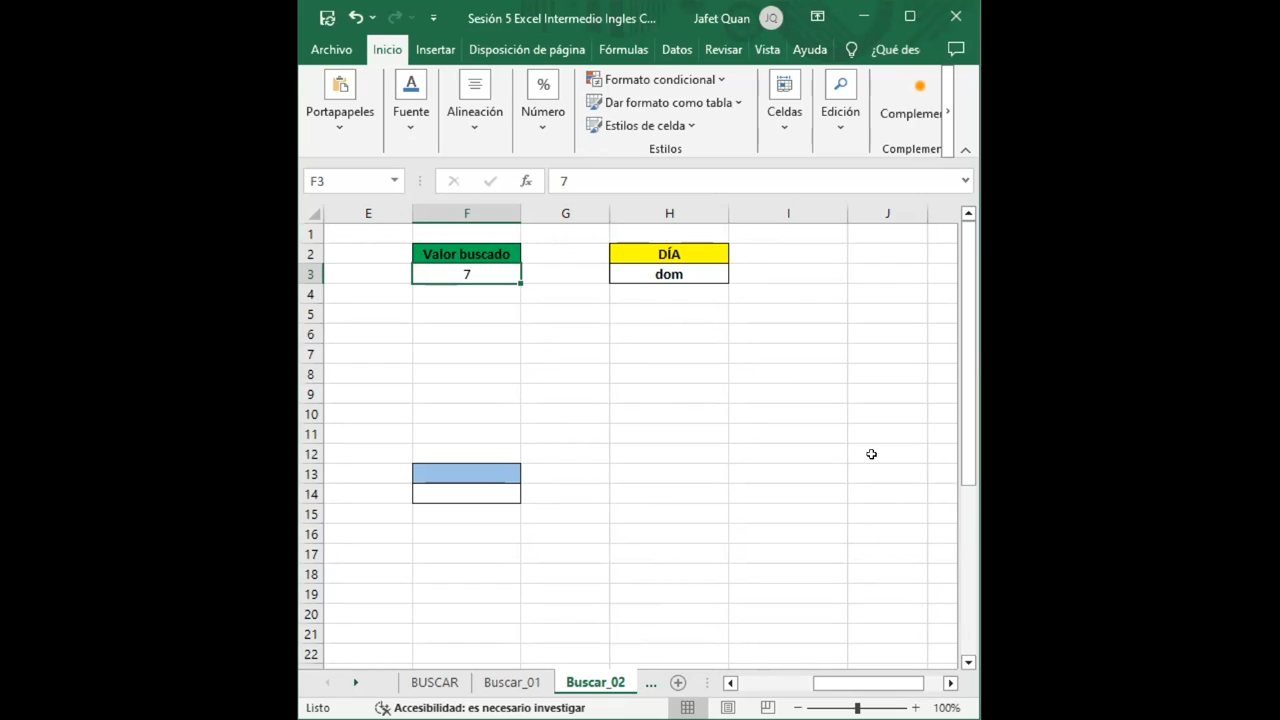 Sesión 5 Excel Intermedio Ingles C...
Jafet Quan
JQ
Archivo Inicio Insertar Disposición de página Fórmulas Datos Revisar Vista Ayuda ¿Qué des
Portapapeles
Fuente
Alineación
%
Número
Formato condicional
Dar formato como tabla
Estilos de celda
Estilos
Celdas
Edición
Complemen
Complemen
F3
fx
7
E F G H I J
1
2 Valor buscado DÍA
3 7 dom
4
5
6
7
8
9
10
11
12
13
14
15
16
17
18
19
20
21
22
BUSCAR Buscar_01 Buscar_02 ...
Listo Accesibilidad: es necesario investigar 100%